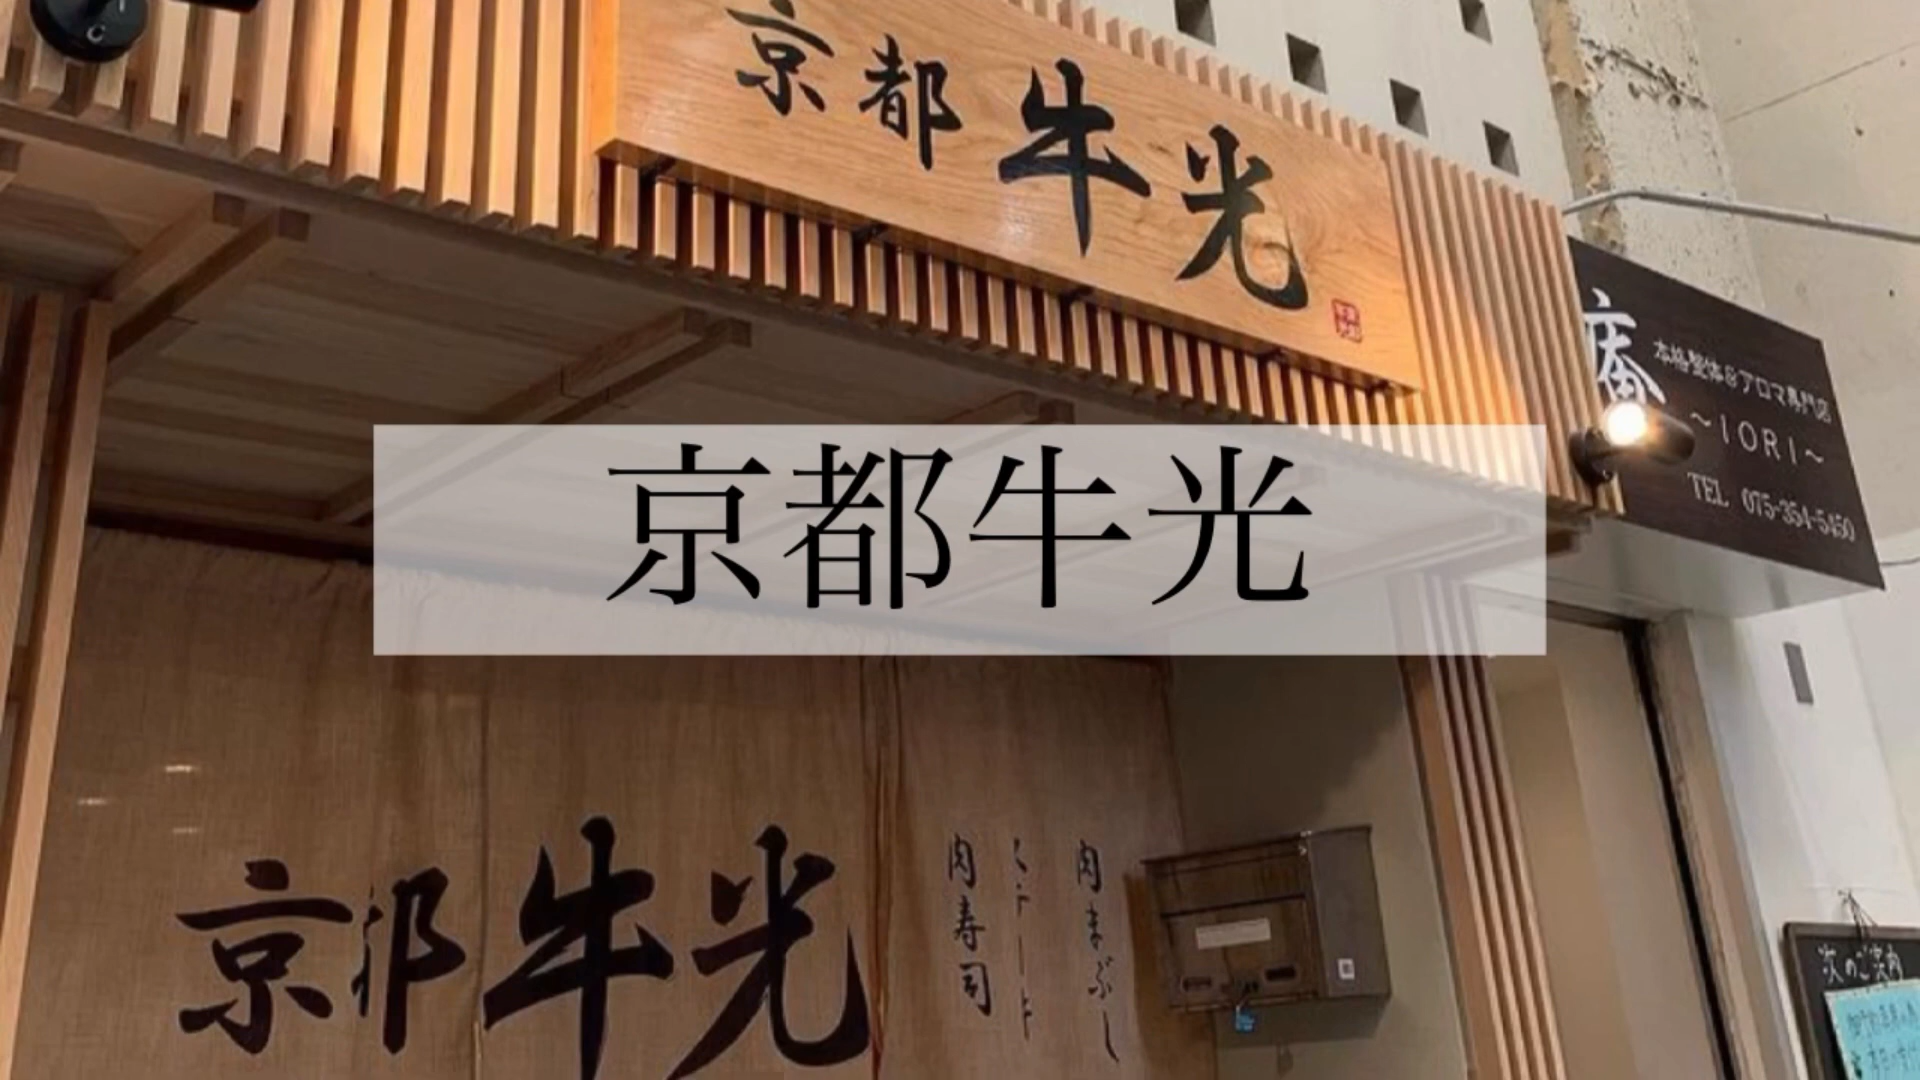 京都牛光
庵
本格整体&アロマ専門店
～IORI～
TEL 075-354-5450
京都牛光
京都牛光
肉まぶし
ステーキ
肉寿司
次のご案内